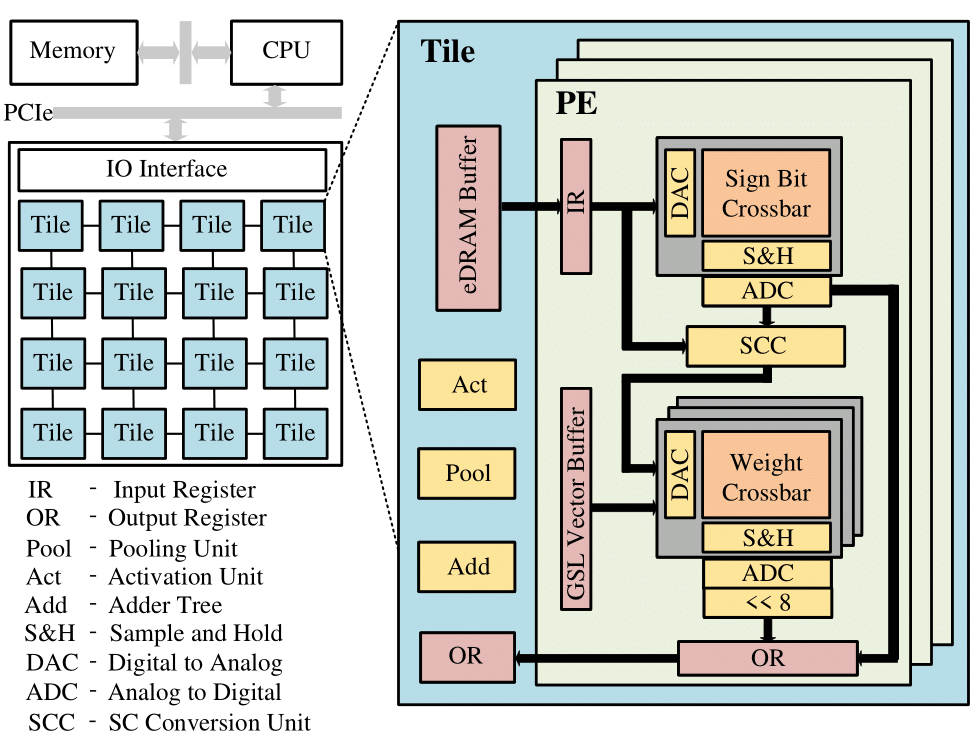 Memory
CPU
PCIe
IO Interface
Tile Tile Tile Tile
Tile Tile Tile Tile
Tile Tile Tile Tile
Tile Tile Tile Tile
IR - Input Register
OR - Output Register
Pool - Pooling Unit
Act - Activation Unit
Add - Adder Tree
S&H - Sample and Hold
DAC - Digital to Analog
ADC - Analog to Digital
SCC - SC Conversion Unit
Tile
eDRAM Buffer
Act
Pool
Add
OR
PE
IR
DAC
Sign Bit
Crossbar
S&H
ADC
SCC
GSL Vector Buffer
DAC
Weight
Crossbar
S&H
ADC
<< 8
OR